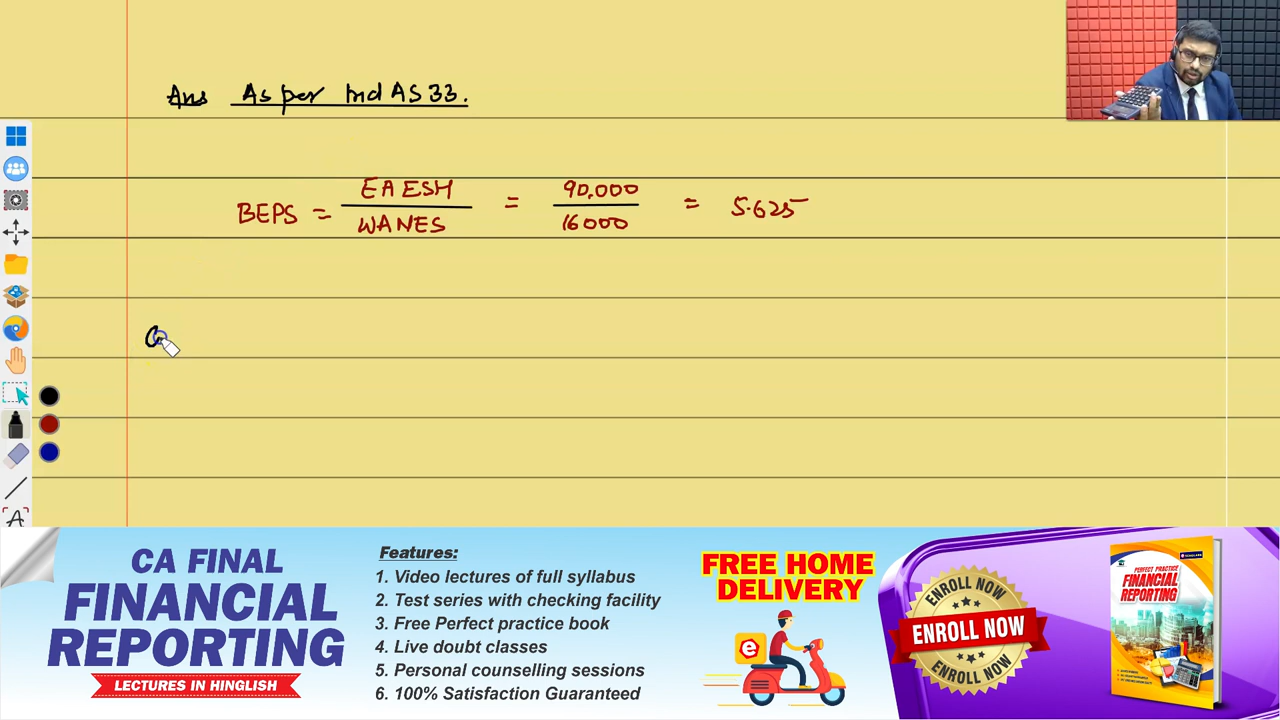 Ans As per Ind AS 33.
BEPS = EAESH / WANES = 90,000 / 16000 = 5.625
A
CA FINAL
FINANCIAL
REPORTING
LECTURES IN HINGLISH
Features:
1. Video lectures of full syllabus
2. Test series with checking facility
3. Free Perfect practice book
4. Live doubt classes
5. Personal counselling sessions
6. 100% Satisfaction Guaranteed
FREE HOME
DELIVERY
e
ENROLL NOW
ENROLL NOW
ENROLL NOW
PERFECT PRACTICE
FINANCIAL
REPORTING